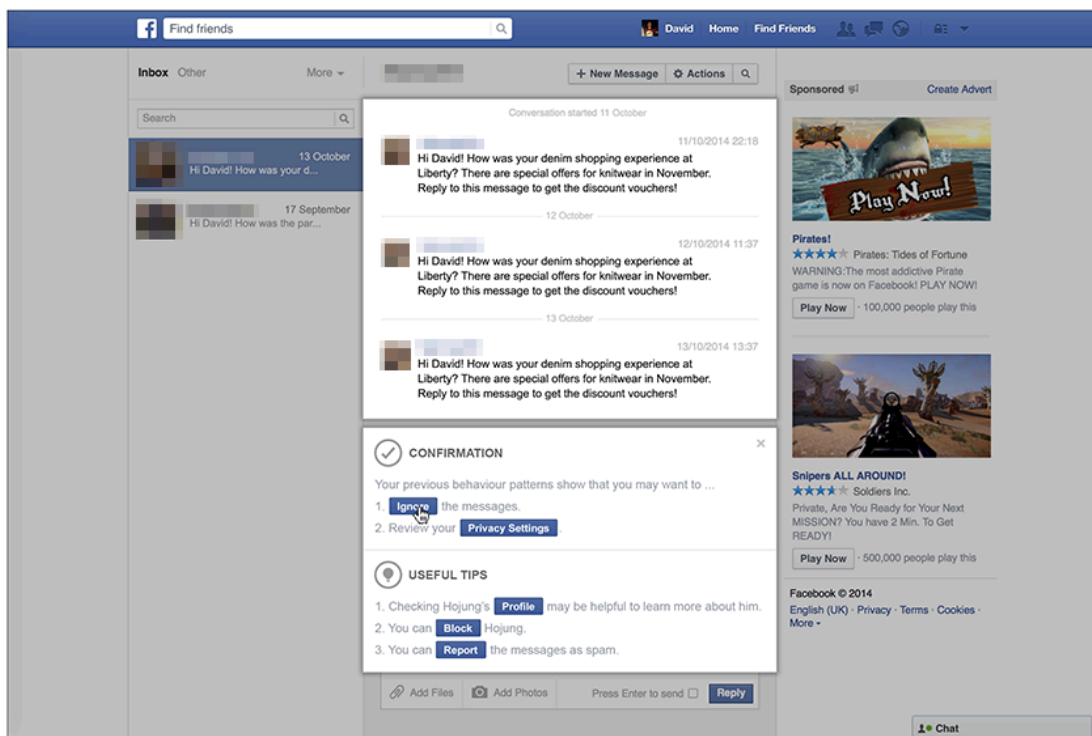 Find friends
David Home Find Friends
Inbox Other More
+ New Message Actions
Search
13 October
Hi David! How was your d...
17 September
Hi David! How was the par...
Conversation started 11 October
11/10/2014 22:18
Hi David! How was your denim shopping experience at
Liberty? There are special offers for knitwear in November.
Reply to this message to get the discount vouchers!
12 October
12/10/2014 11:37
Hi David! How was your denim shopping experience at
Liberty? There are special offers for knitwear in November.
Reply to this message to get the discount vouchers!
13 October
13/10/2014 13:37
Hi David! How was your denim shopping experience at
Liberty? There are special offers for knitwear in November.
Reply to this message to get the discount vouchers!
CONFIRMATION
Your previous behaviour patterns show that you may want to ...
1. Ignore the messages.
2. Review your Privacy Settings .
USEFUL TIPS
1. Checking Hojung's Profile may be helpful to learn more about him.
2. You can Block Hojung.
3. You can Report the messages as spam.
Add Files Add Photos Press Enter to send Reply
Sponsored Create Advert
Play Now!
Pirates!
Pirates: Tides of Fortune
WARNING:The most addictive Pirate
game is now on Facebook! PLAY NOW!
Play Now · 100,000 people play this
Snipers ALL AROUND!
Soldiers Inc.
Private, Are You Ready for Your Next
MISSION? You have 2 Min. To Get
READY!
Play Now · 500,000 people play this
Facebook © 2014
English (UK) · Privacy · Terms · Cookies ·
More
Chat